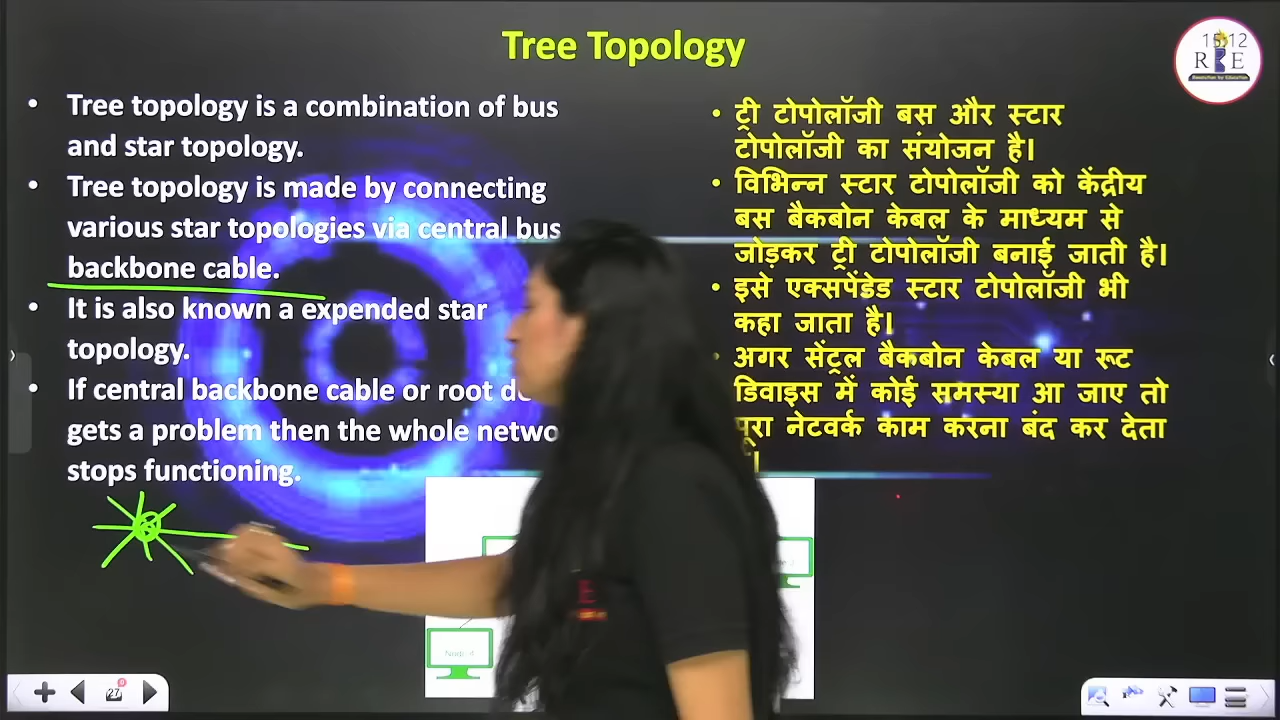 Tree Topology
15:12
R E
Revolution by Education
• Tree topology is a combination of bus
and star topology.
• Tree topology is made by connecting
various star topologies via central bus
backbone cable.
• It is also known a expended star
topology.
• If central backbone cable or root
gets a problem then the whole
stops functioning.
• ट्री टोपोलॉजी बस और स्टार
टोपोलॉजी का संयोजन है।
• विभिन्न स्टार टोपोलॉजी को केंद्रीय
बस बैकबोन केबल के माध्यम से
जोड़कर ट्री टोपोलॉजी बनाई जाती है।
• इसे एक्सपेंडेड स्टार टोपोलॉजी भी
कहा जाता है।
• अगर सेंट्रल बैकबोन केबल या रूट
डिवाइस में कोई समस्या आ जाए तो
पूरा नेटवर्क काम करना बंद कर देता
27